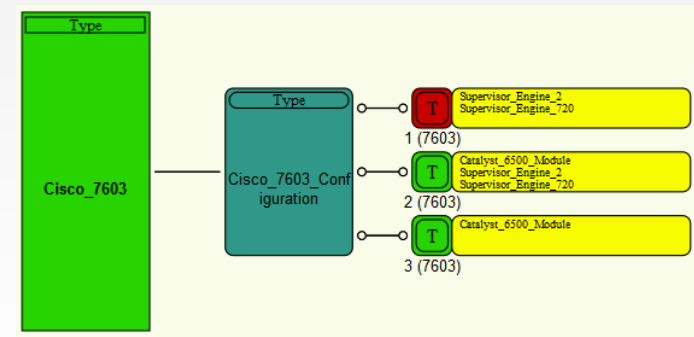 Type
Cisco_7603
Type
Cisco_7603_Conf
iguration
T
Supervisor_Engine_2
Supervisor_Engine_720
1 (7603)
T
Catalyst_6500_Module
Supervisor_Engine_2
Supervisor_Engine_720
2 (7603)
T
Catalyst_6500_Module
3 (7603)